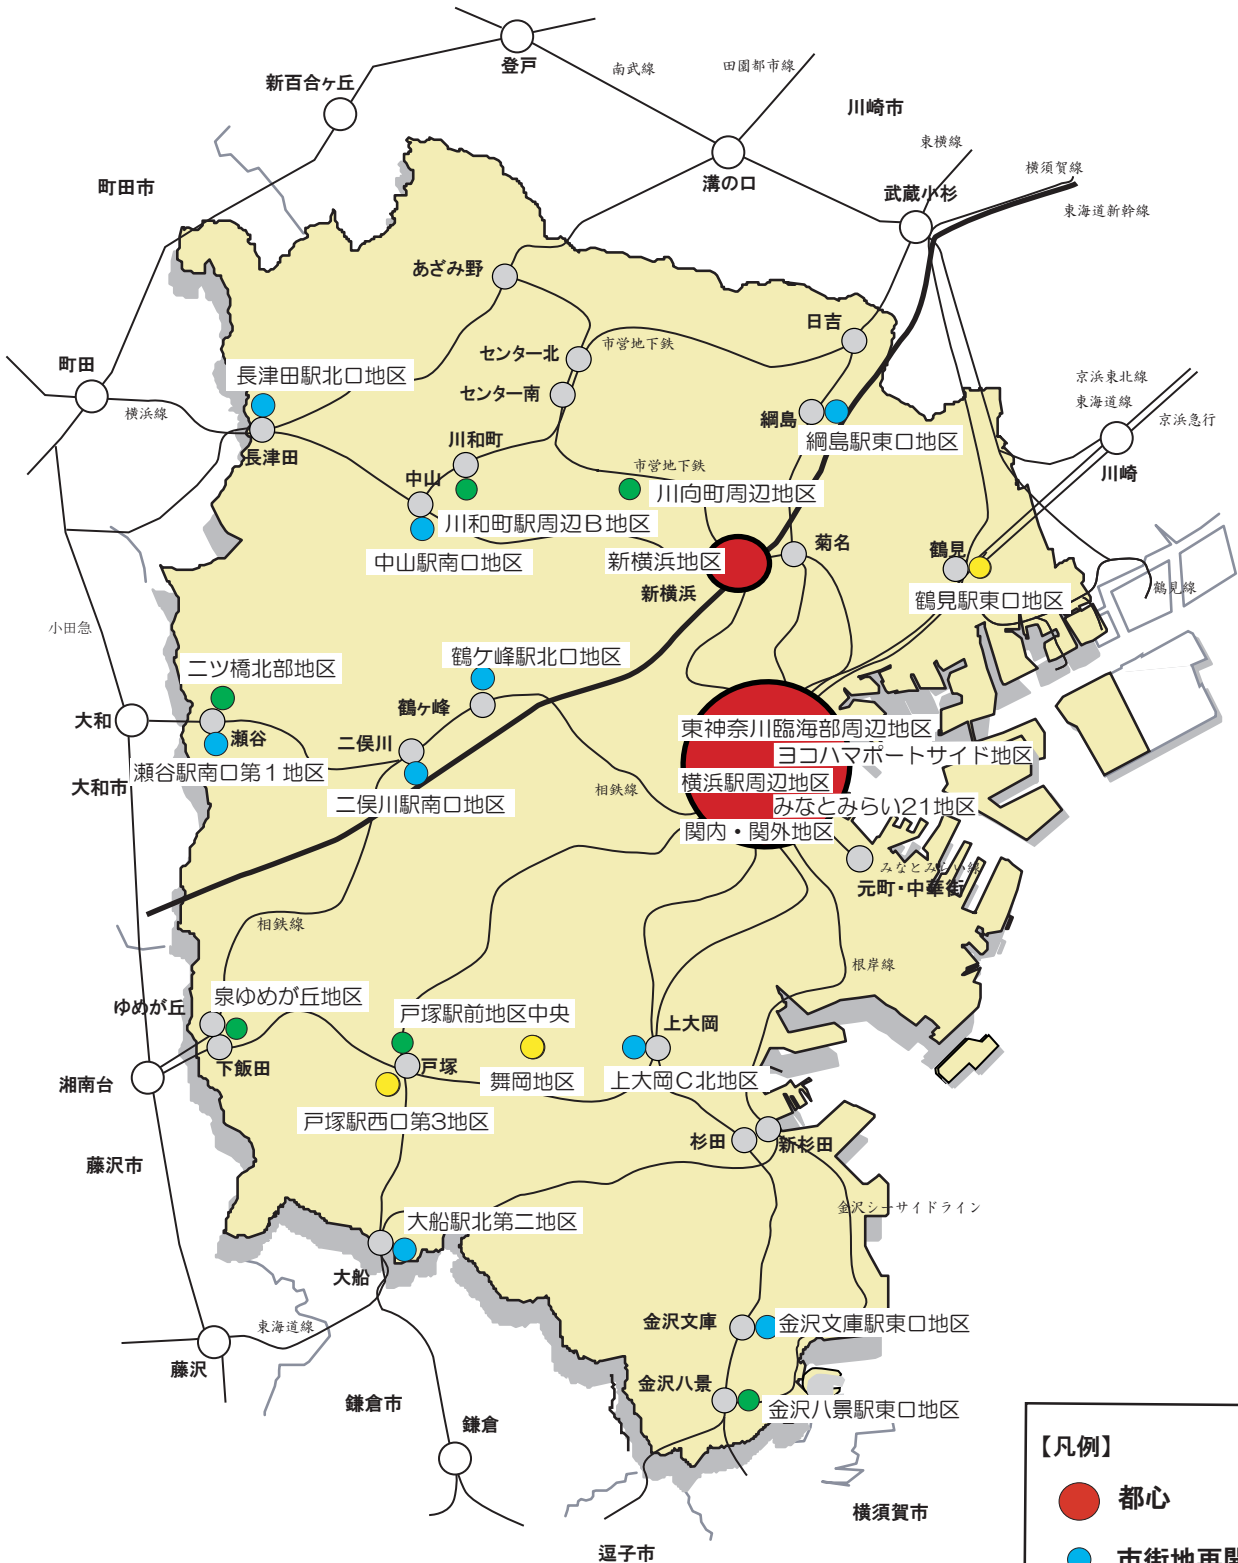 登戸
南武線
田園都市線
新百合ヶ丘
川崎市
東横線
溝の口
横須賀線
町田市
武蔵小杉
東海道新幹線
あざみ野
日吉
センター北
市営地下鉄
町田
長津田駅北口地区
センター南
京浜東北線
東海道線
京浜急行
横浜線
綱島
綱島駅東口地区
川和町
長津田
市営地下鉄
川崎
中山
川向町周辺地区
川和町駅周辺B地区
中山駅南口地区
新横浜地区
菊名
鶴見
新横浜
鶴見駅東口地区
鶴見線
小田急
鶴ケ峰駅北口地区
二ツ橋北部地区
鶴ヶ峰
大和
瀬谷
二俣川
東神奈川臨海部周辺地区
ヨコハマポートサイド地区
瀬谷駅南口第1地区
大和市
二俣川駅南口地区
相鉄線
横浜駅周辺地区
みなとみらい21地区
関内・関外地区
みなとみらい線
元町・中華街
相鉄線
根岸線
泉ゆめが丘地区
ゆめが丘
戸塚駅前地区中央
上大岡
下飯田
戸塚
舞岡地区
上大岡C北地区
湘南台
戸塚駅西口第3地区
杉田
新杉田
藤沢市
金沢シーサイドライン
大船駅北第二地区
大船
東海道線
金沢文庫
金沢文庫駅東口地区
藤沢
金沢八景
金沢八景駅東口地区
鎌倉市
鎌倉
【凡例】
都心
横須賀市
逗子市
市街地再